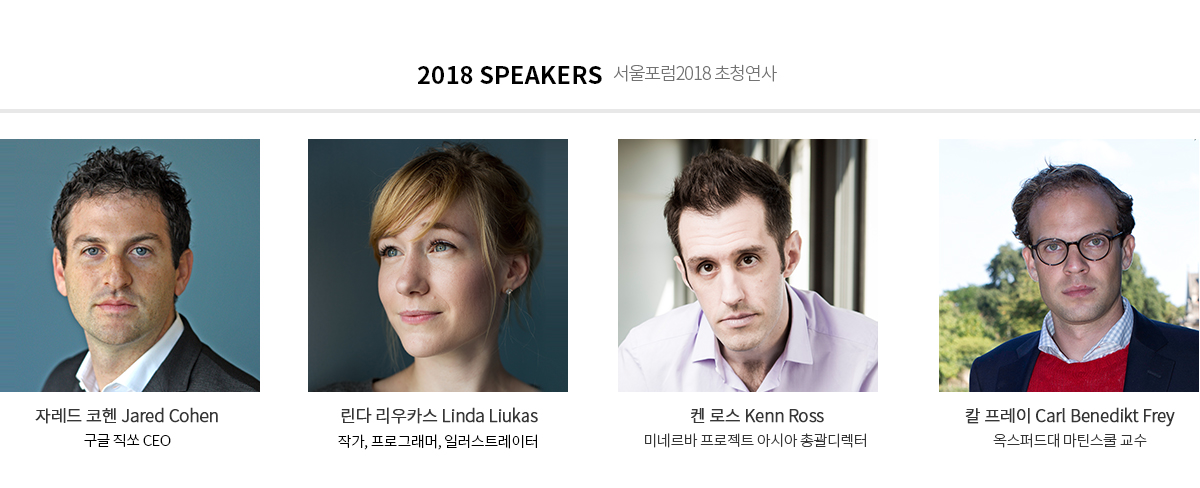 2018 SPEAKERS 서울포럼2018 초청연사
자레드 코헨 Jared Cohen
구글 직쏘 CEO
린다 리우카스 Linda Liukas
작가, 프로그래머, 일러스트레이터
켄 로스 Kenn Ross
미네르바 프로젝트 아시아 총괄디렉터
칼 프레이 Carl Benedikt Frey
옥스퍼드대 마틴스쿨 교수